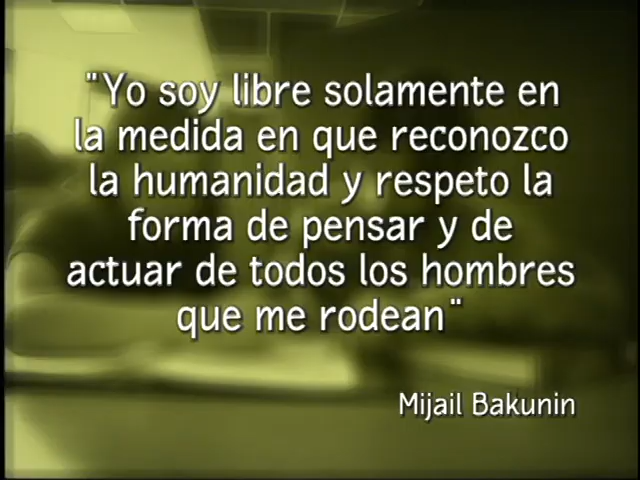 "Yo soy libre solamente en
la medida en que reconozco
la humanidad y respeto la
forma de pensar y de
actuar de todos los hombres
que me rodean"
Mijail Bakunin